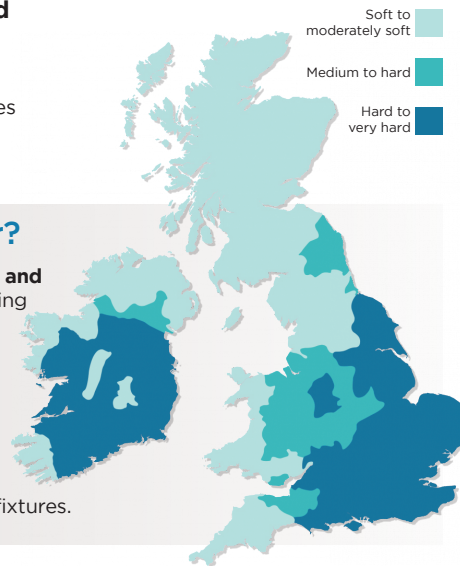 d
es
r?
and
ing
fixtures.
Soft to
moderately soft
Medium to hard
Hard to
very hard